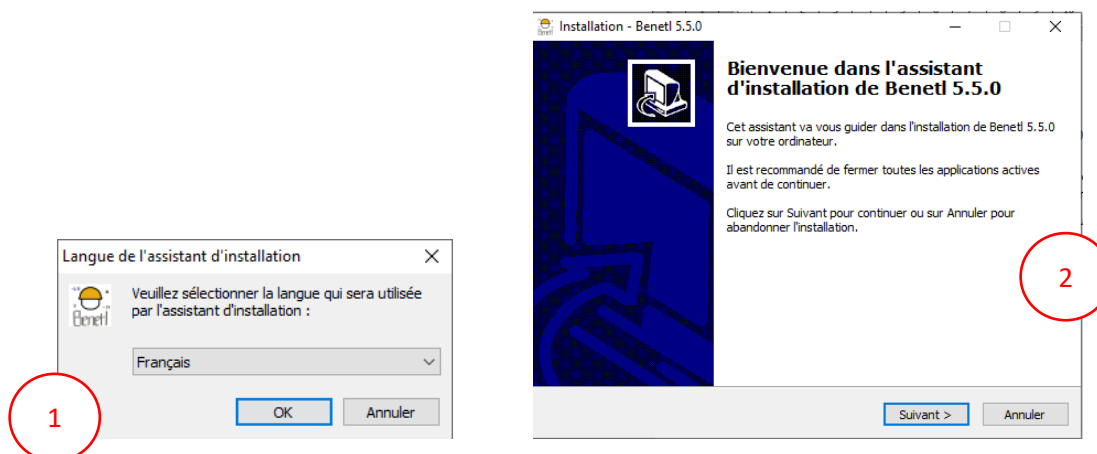 Langue de l'assistant d'installation
Benetl
Veuillez sélectionner la langue qui sera utilisée
par l'assistant d'installation :
Français
OK Annuler
1
Benetl
Installation - Benetl 5.5.0
Bienvenue dans l'assistant
d'installation de Benetl 5.5.0
Cet assistant va vous guider dans l'installation de Benetl 5.5.0
sur votre ordinateur.
Il est recommandé de fermer toutes les applications actives
avant de continuer.
Cliquez sur Suivant pour continuer ou sur Annuler pour
abandonner l'installation.
2
Suivant > Annuler